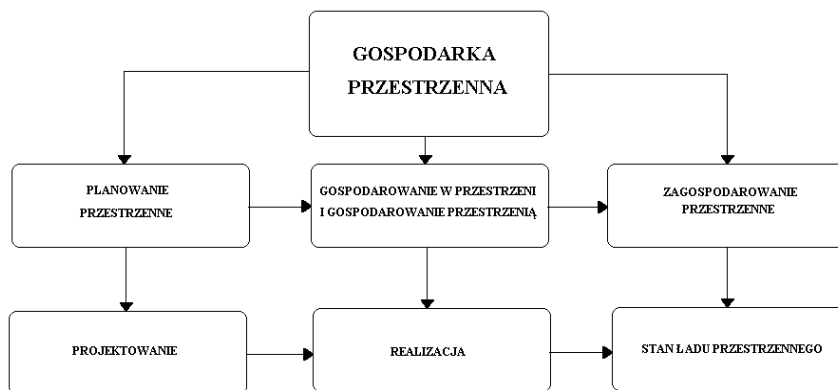 GOSPODARKA
PRZESTRZENNA
PLANOWANIE
PRZESTRZENNE
GOSPODAROWANIE W PRZESTRZENI
I GOSPODAROWANIE PRZESTRZENIĄ
ZAGOSPODAROWANIE
PRZESTRZENNE
PROJEKTOWANIE
REALIZACJA
STAN ŁADU PRZESTRZENNEGO